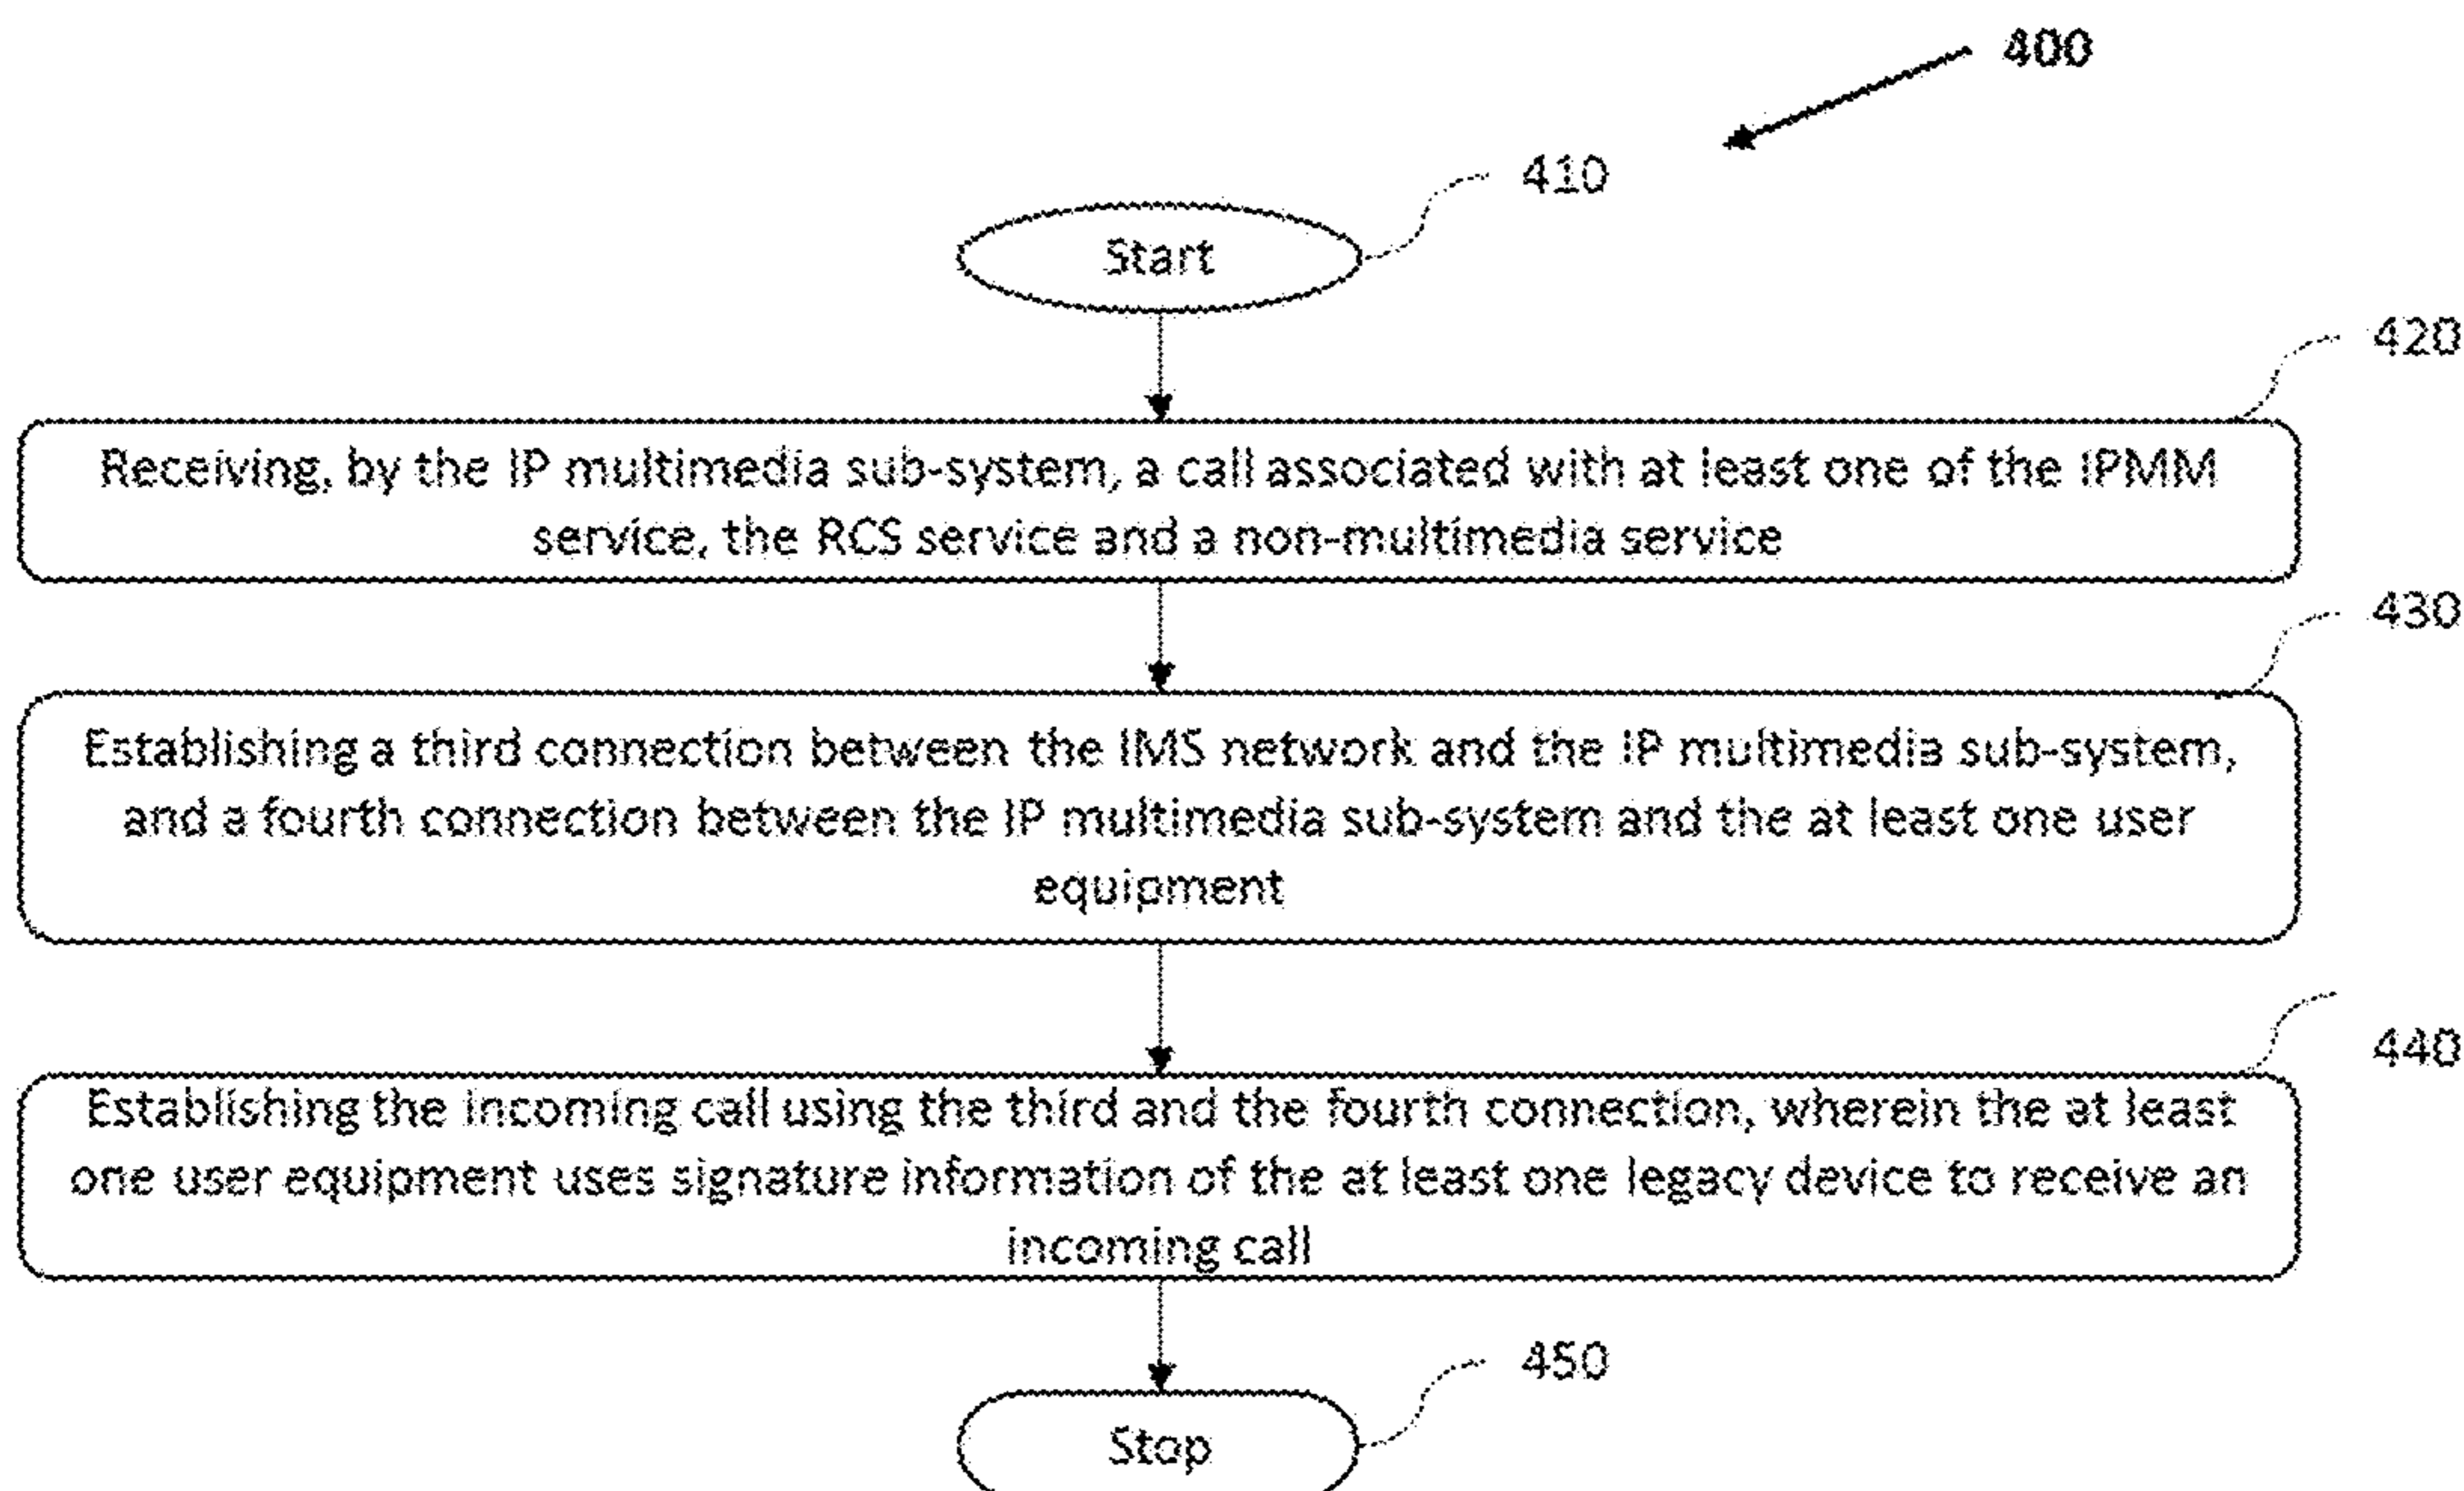 400
410
Start
420
Receiving, by the IP multimedia sub-system, a call associated with at least one of the IPMM
service, the RCS service and a non-multimedia service
430
Establishing a third connection between the IMS network and the IP multimedia sub-system,
and a fourth connection between the IP multimedia sub-system and the at least one user
equipment
440
Establishing the incoming call using the third and the fourth connection, wherein the at least
one user equipment uses signature information of the at least one legacy device to receive an
incoming call
450
Stop